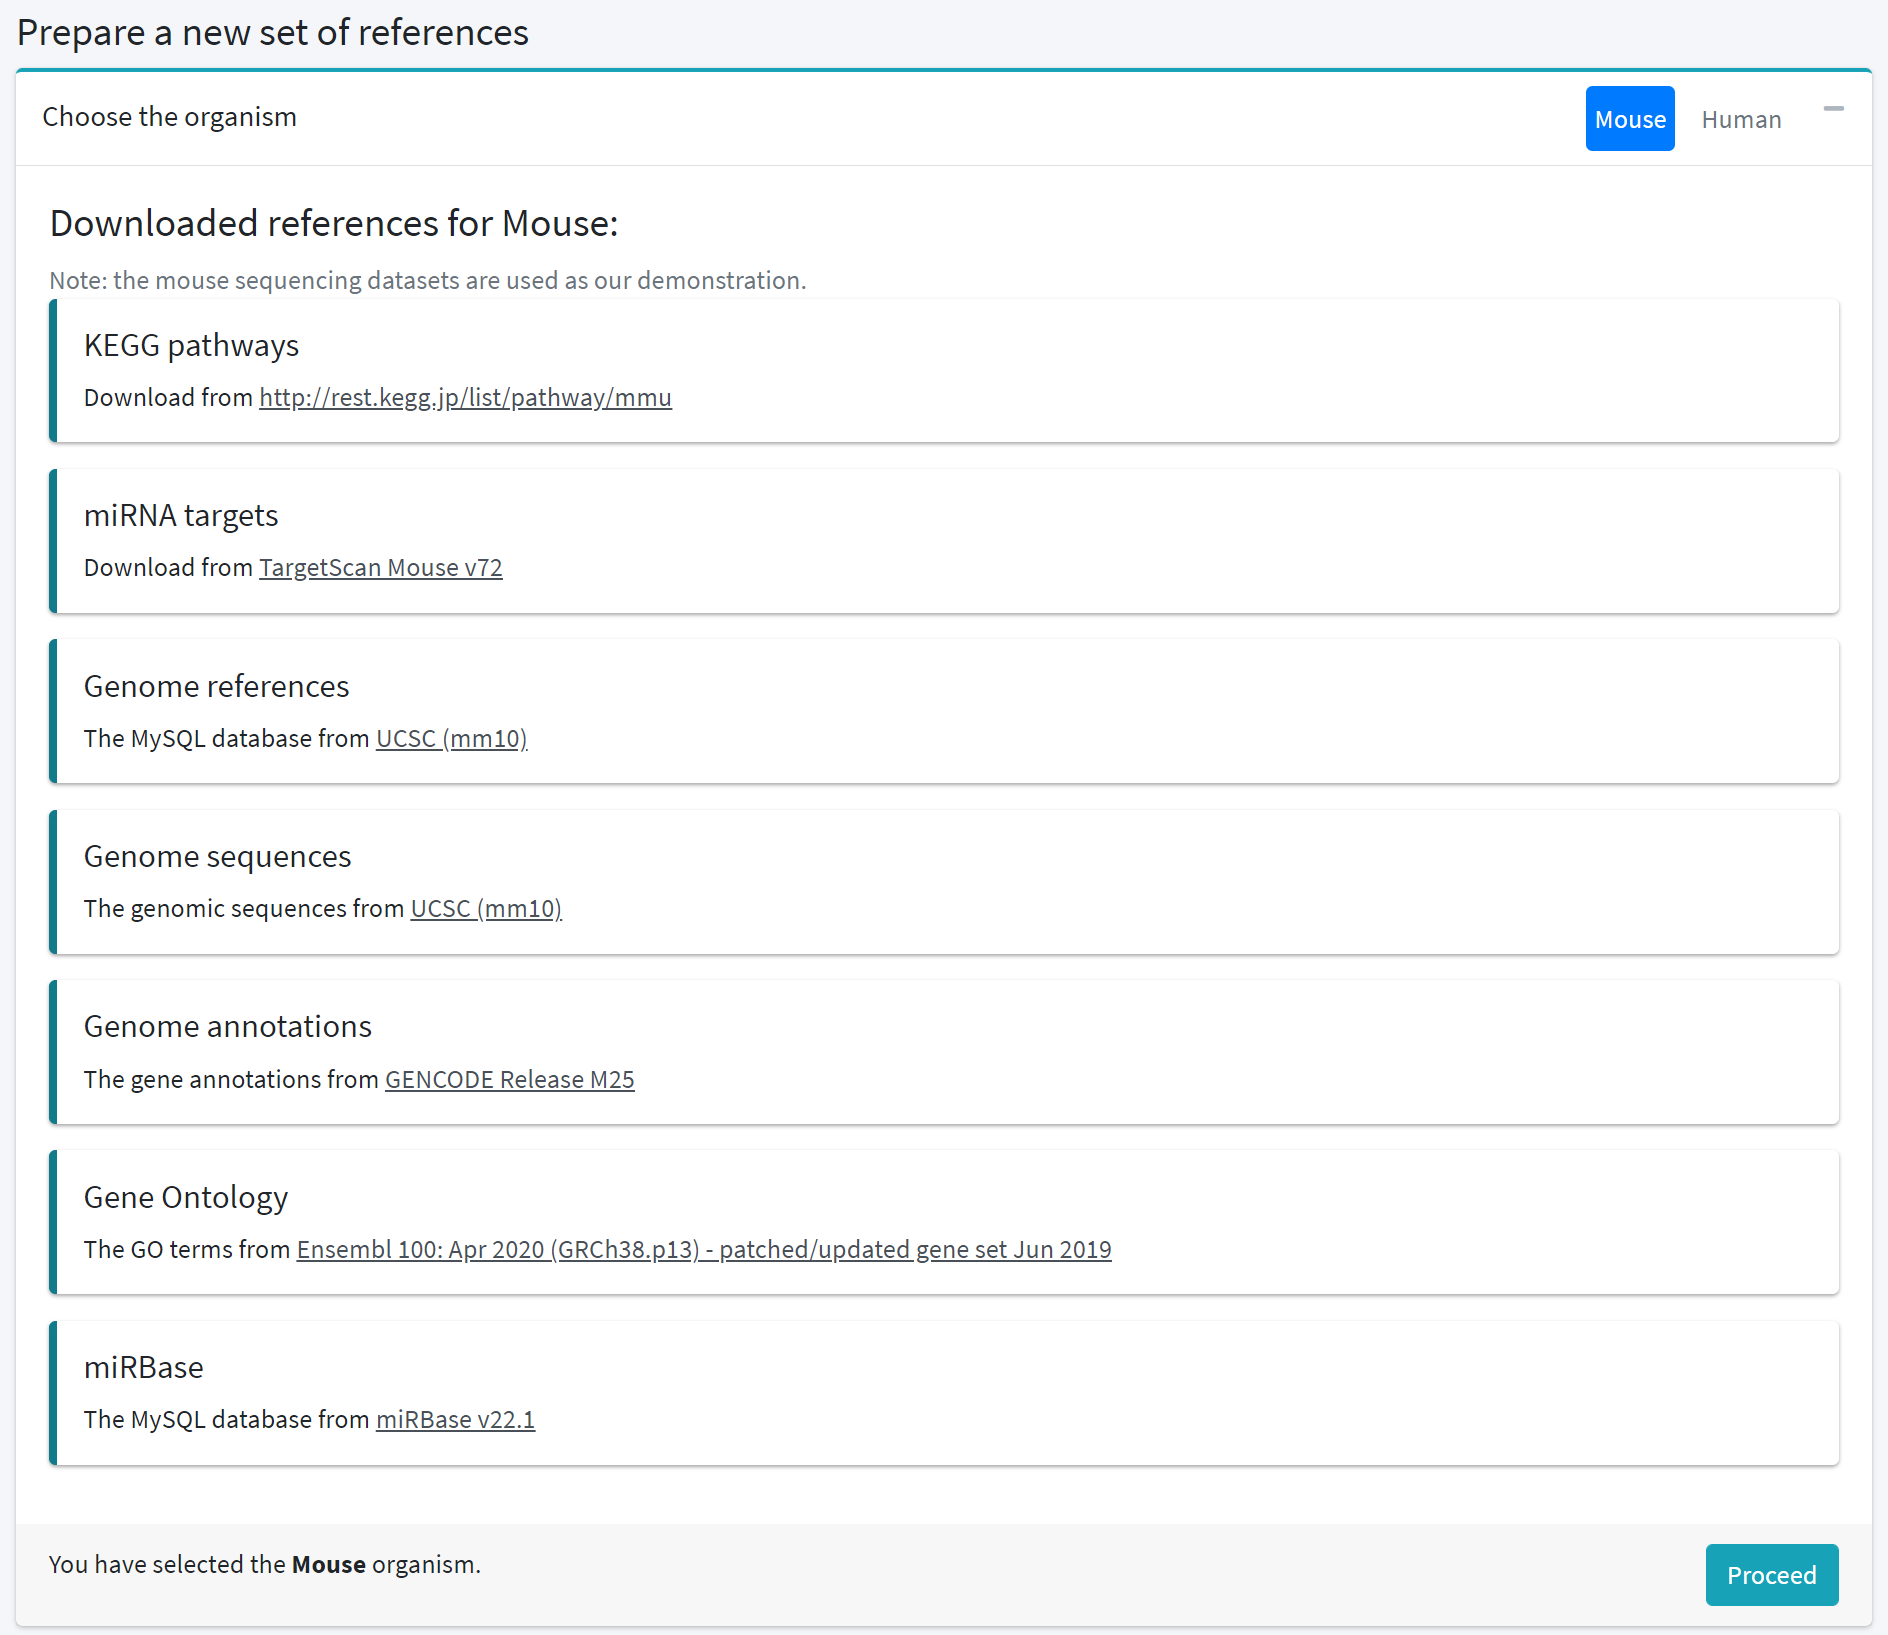 Prepare a new set of references
Choose the organism
Mouse
Human
Downloaded references for Mouse:
Note: the mouse sequencing datasets are used as our demonstration.
KEGG pathways
Download from http://rest.kegg.jp/list/pathway/mmu
miRNA targets
Download from TargetScan Mouse v72
Genome references
The MySQL database from UCSC (mm10)
Genome sequences
The genomic sequences from UCSC (mm10)
Genome annotations
The gene annotations from GENCODE Release M25
Gene Ontology
The GO terms from Ensembl 100: Apr 2020 (GRCh38.p13) - patched/updated gene set Jun 2019
miRBase
The MySQL database from miRBase v22.1
You have selected the Mouse organism.
Proceed